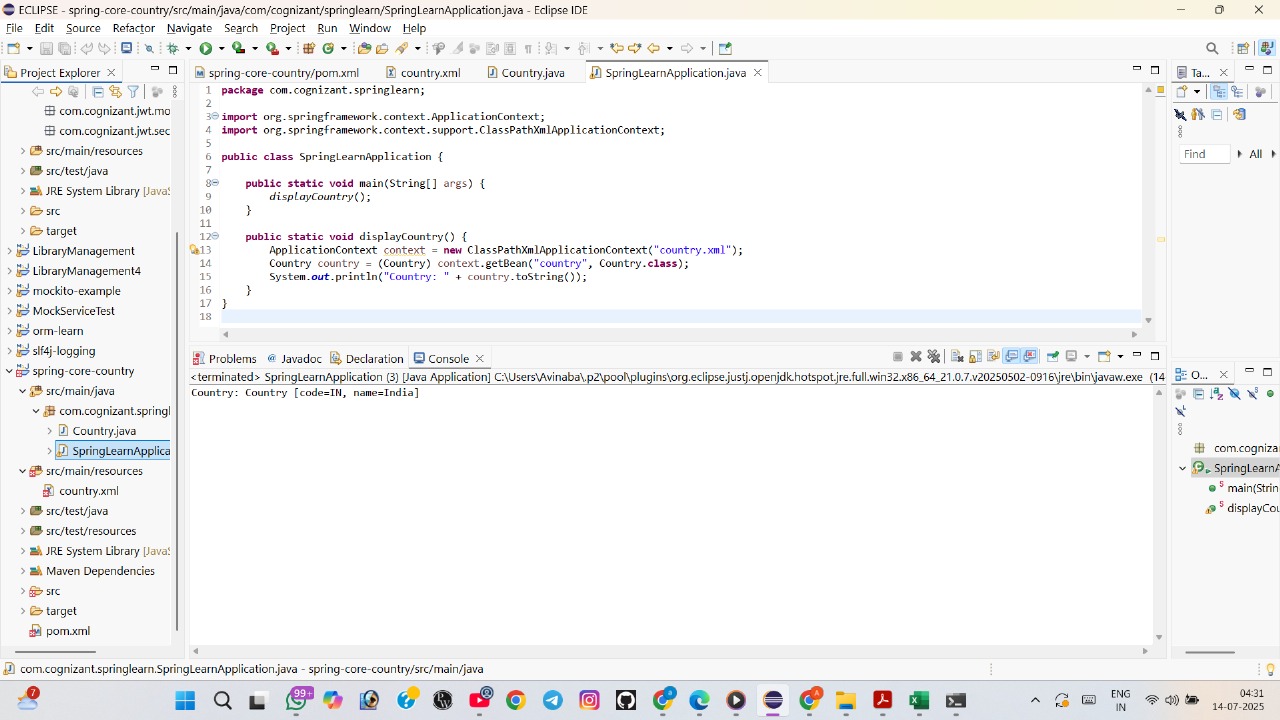 ECLIPSE - spring-core-country/src/main/java/com/cognizant/springlearn/SpringLearnApplication.java - Eclipse IDE
File Edit Source Refactor Navigate Search Project Run Window Help
Project Explorer
com.cognizant.jwt.mo
com.cognizant.jwt.sec
src/main/resources
src/test/java
JRE System Library [JavaS
src
target
LibraryManagement
LibraryManagement4
mockito-example
MockServiceTest
orm-learn
slf4j-logging
spring-core-country
src/main/java
com.cognizant.springl
Country.java
SpringLearnApplica
src/main/resources
country.xml
src/test/java
src/test/resources
JRE System Library [JavaS
Maven Dependencies
src
target
pom.xml
spring-core-country/pom.xml country.xml Country.java SpringLearnApplication.java
1 package com.cognizant.springlearn;
2
3 import org.springframework.context.ApplicationContext;
4 import org.springframework.context.support.ClassPathXmlApplicationContext;
5
6 public class SpringLearnApplication {
7
8 public static void main(String[] args) {
9 displayCountry();
10 }
11
12 public static void displayCountry() {
13 ApplicationContext context = new ClassPathXmlApplicationContext("country.xml");
14 Country country = (Country) context.getBean("country", Country.class);
15 System.out.println("Country: " + country.toString());
16 }
17 }
18
Problems Javadoc Declaration Console
<terminated> SpringLearnApplication (3) [Java Application] C:\Users\Avinaba\.p2\pool\plugins\org.eclipse.justj.openjdk.hotspot.jre.full.win32.x86_64_21.0.7.v20250502-0916\jre\bin\javaw.exe (14
Country: Country [code=IN, name=India]
Ta...
Find All
O...
com.cogniza
SpringLearnA
main(Strin
displayCou
com.cognizant.springlearn.SpringLearnApplication.java - spring-core-country/src/main/java
7
99+
ENG
IN
04:31
14-07-2025